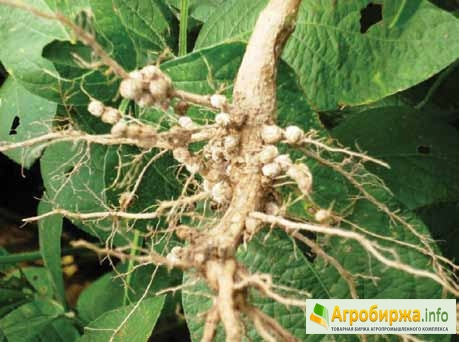 Агробиржа.info
ТОВАРНАЯ БИРЖА АГРОПРОМЫШЛЕННОГО КОМПЛЕКСА